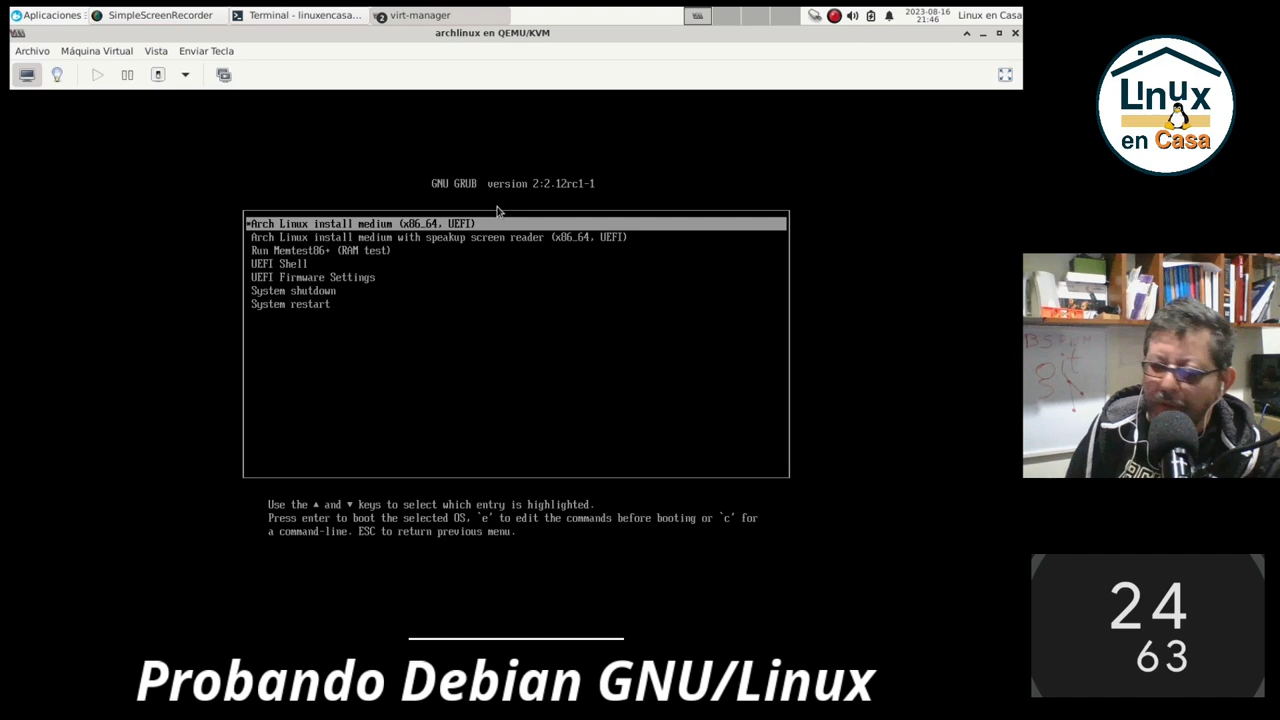 Aplicaciones
SimpleScreenRecorder
Terminal - linuxencasa...
2 virt-manager
2023-08-16
21:46
Linux en Casa
archlinux en QEMU/KVM
Archivo Máquina Virtual Vista Enviar Tecla
GNU GRUB version 2:2.12rc1-1
*Arch Linux install medium (x86_64, UEFI)
Arch Linux install medium with speakup screen reader (x86_64, UEFI)
Run Memtest86+ (RAM test)
UEFI Shell
UEFI Firmware Settings
System shutdown
System restart
Use the ▲ and ▼ keys to select which entry is highlighted.
Press enter to boot the selected OS, `e' to edit the commands before booting or `c' for
a command-line. ESC to return previous menu.
Linux
en Casa
git
24
63
Probando Debian GNU/Linux